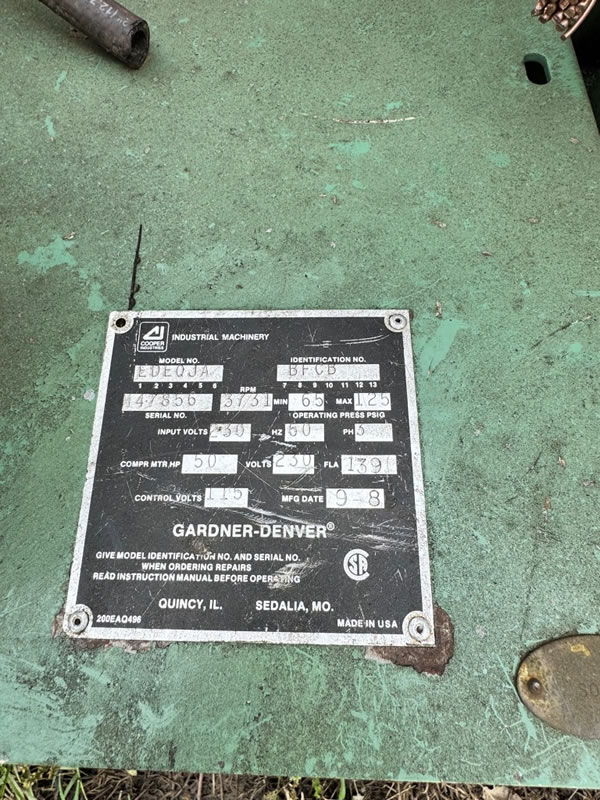 COOPER
INDUSTRIES
INDUSTRIAL MACHINERY
MODEL NO. IDENTIFICATION NO.
EDEQJA BFCB
1 2 3 4 5 6 RPM 7 8 9 10 11 12 13
147856 3731 MIN 65 MAX 125
SERIAL NO. OPERATING PRESS PSIG
INPUT VOLTS 230 HZ 60 PH 3
COMPR MTR.HP 50 VOLTS 230 FLA 139
CONTROL VOLTS 115 MFG DATE 9-8
GARDNER-DENVER®
GIVE MODEL IDENTIFICATION NO. AND SERIAL NO.
WHEN ORDERING REPAIRS
READ INSTRUCTION MANUAL BEFORE OPERATING
QUINCY, IL. SEDALIA, MO.
200EAQ496 MADE IN USA